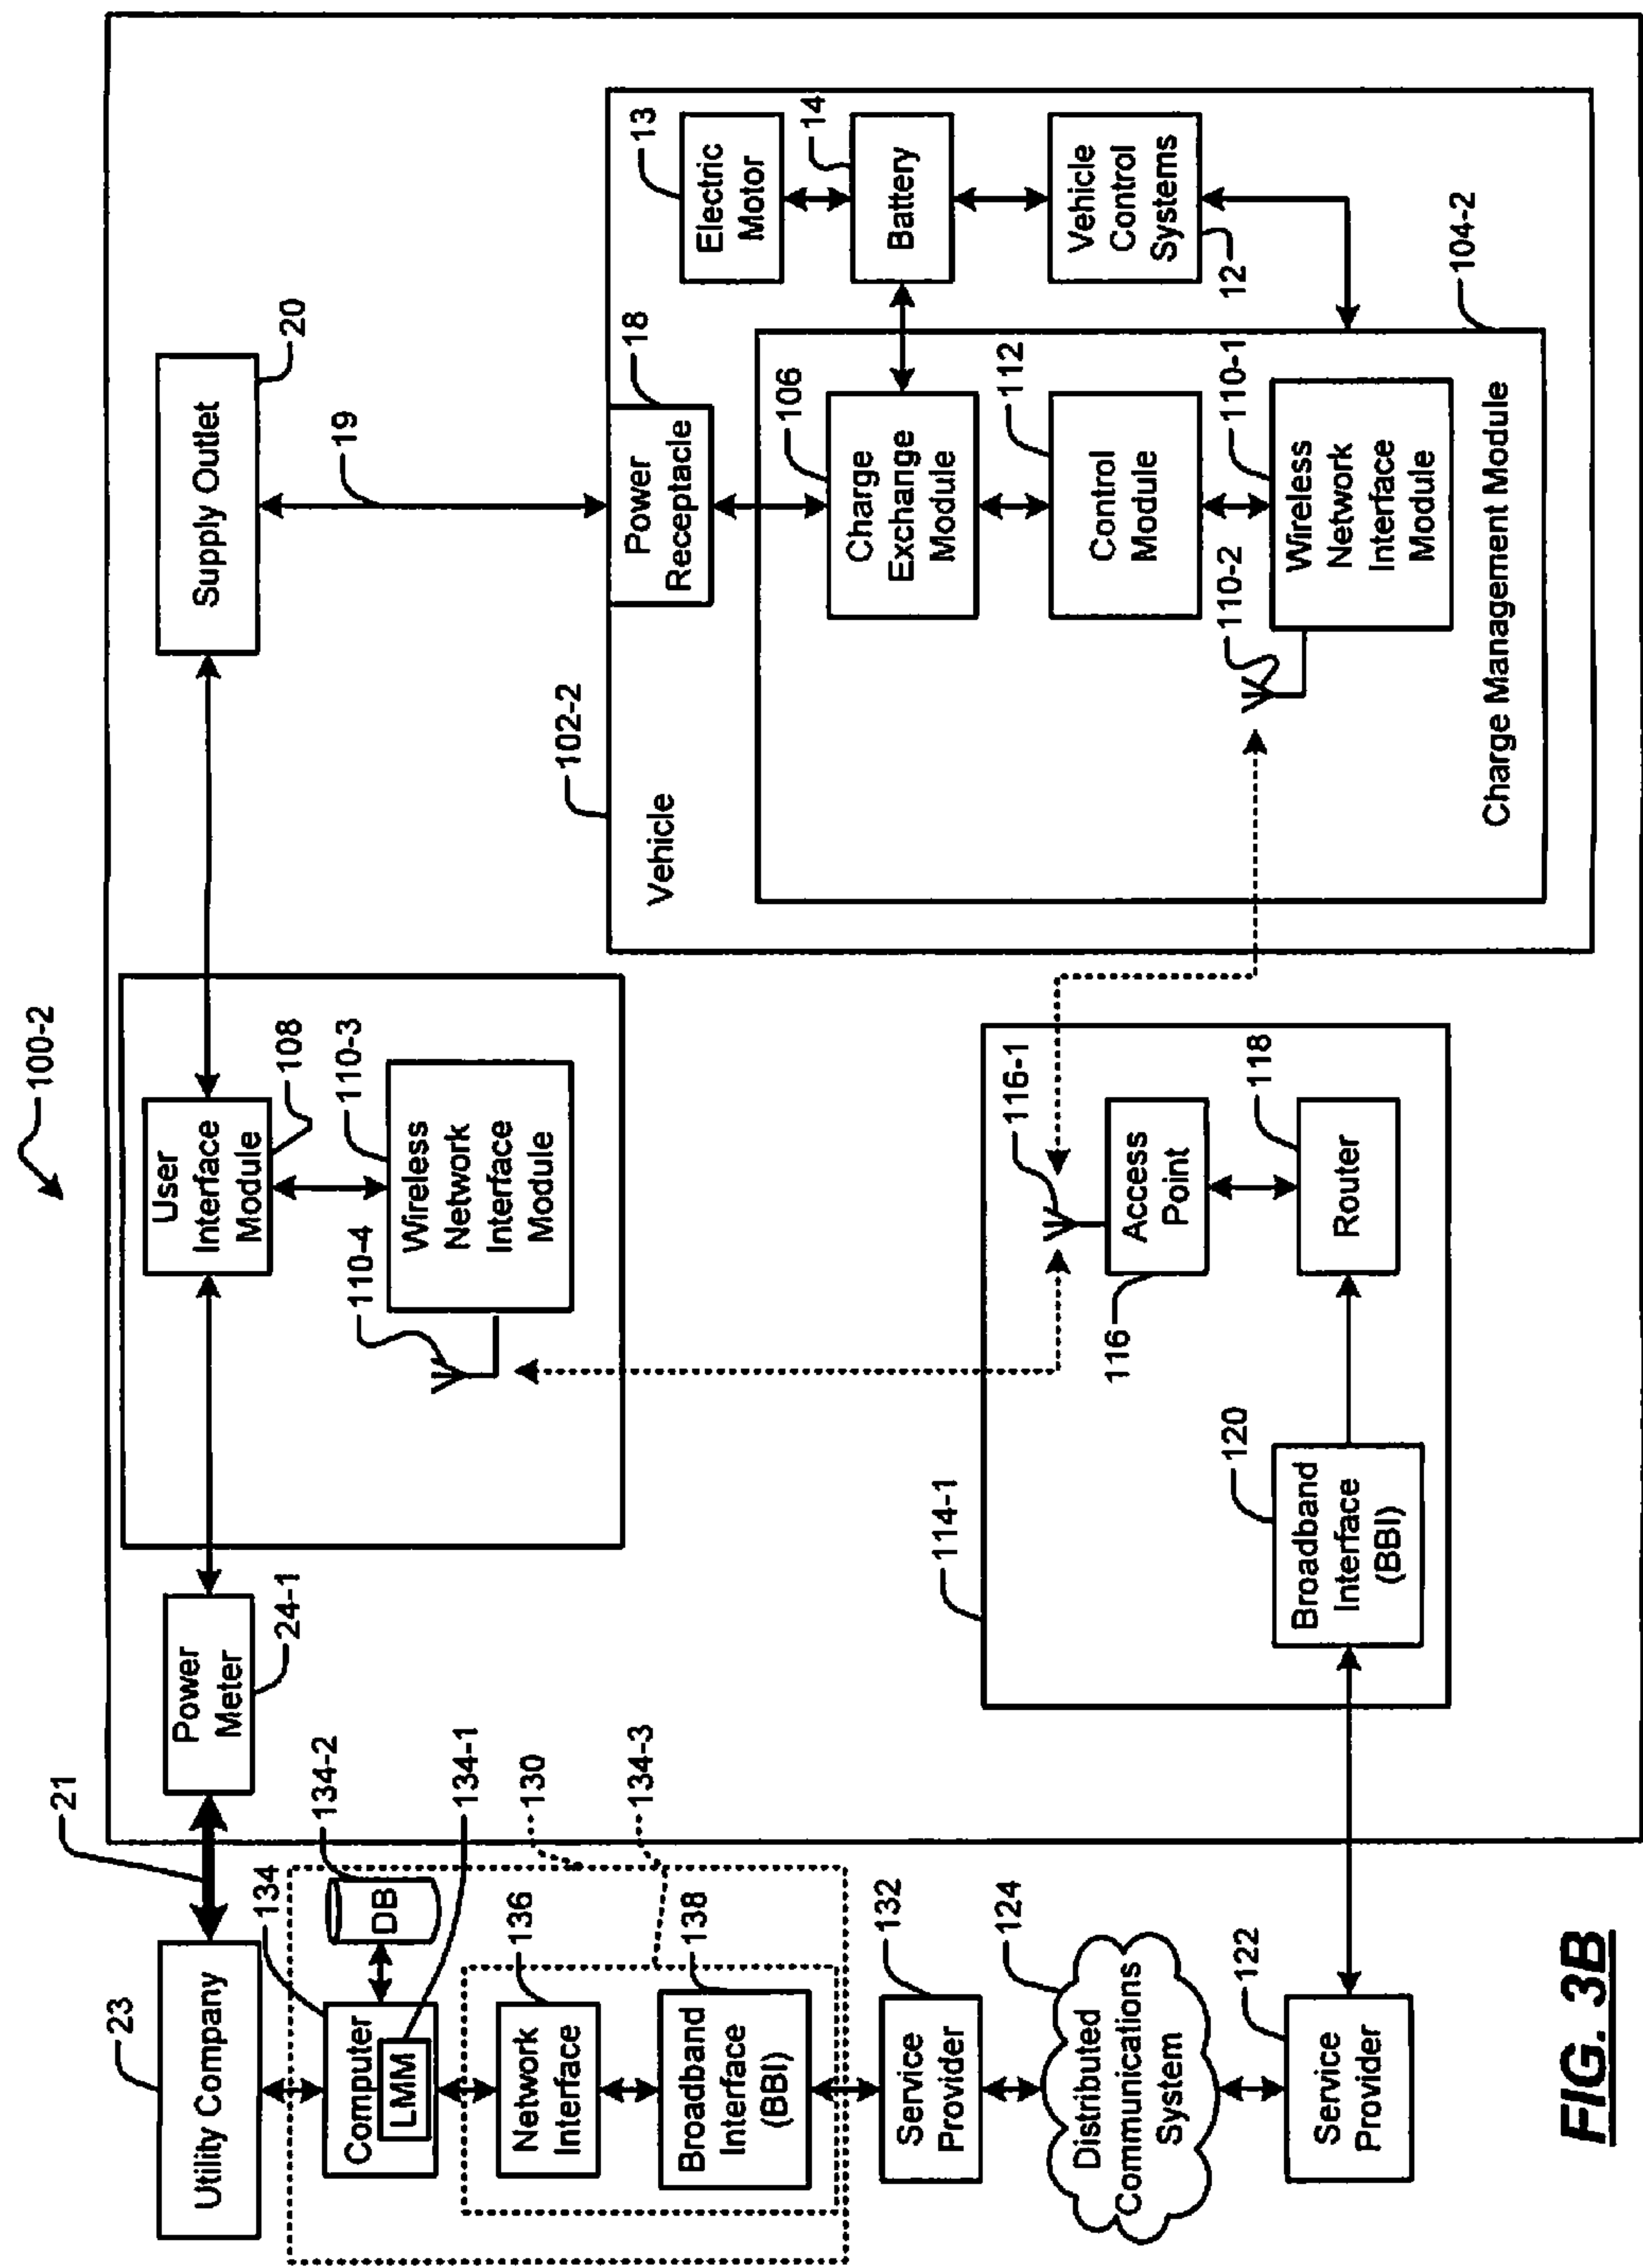 100-2
21
Utility Company
23
Power
Meter
24-1
User
Interface
Module
108
Supply Outlet
20
19
134
Computer
LMM
DB
134-2
134-1
130
134-3
Network
Interface
136
Broadband
Interface
(BBI)
138
Service
Provider
132
Distributed
Communications
System
124
Service
Provider
122
110-4
110-3
Wireless
Network
Interface
Module
114-1
116-1
Access
Point
116
Router
118
Broadband
Interface
(BBI)
120
102-2
Vehicle
Power
Receptacle
18
Electric
Motor
13
Battery
14
Vehicle
Control
Systems
12
Charge
Exchange
Module
106
Control
Module
112
110-2
Wireless
Network
Interface
Module
110-1
Charge Management Module
104-2
FIG. 3B